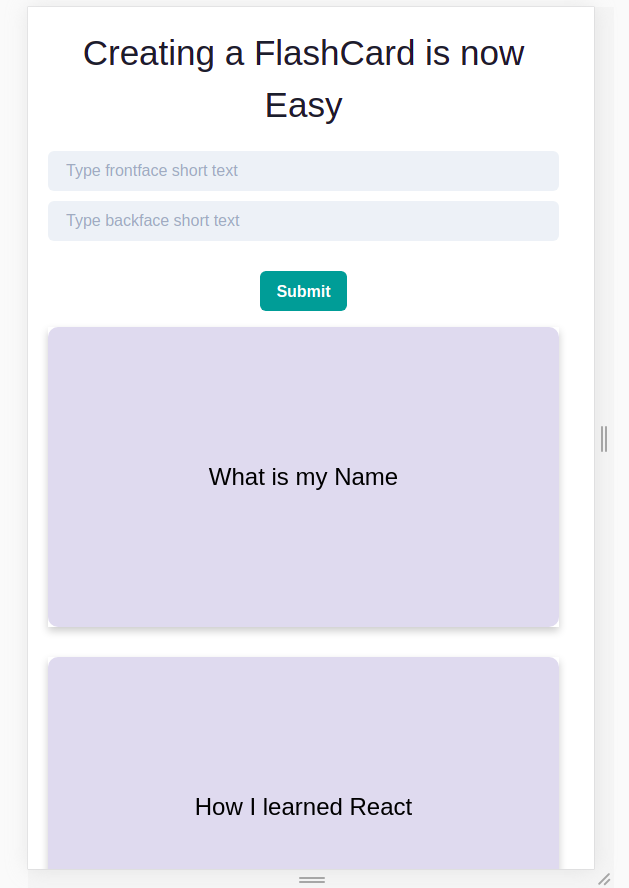 Creating a FlashCard is now
Easy
Type frontface short text
Type backface short text
Submit
What is my Name
How I learned React